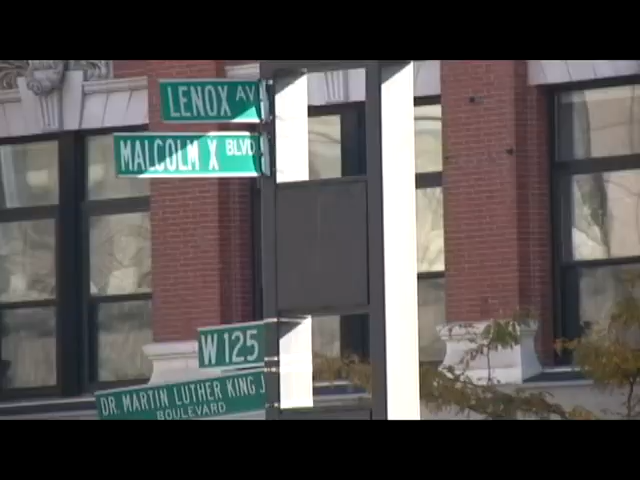 LENOX AV
MALCOLM X BLVD
W 125
DR. MARTIN LUTHER KING J
BOULEVARD